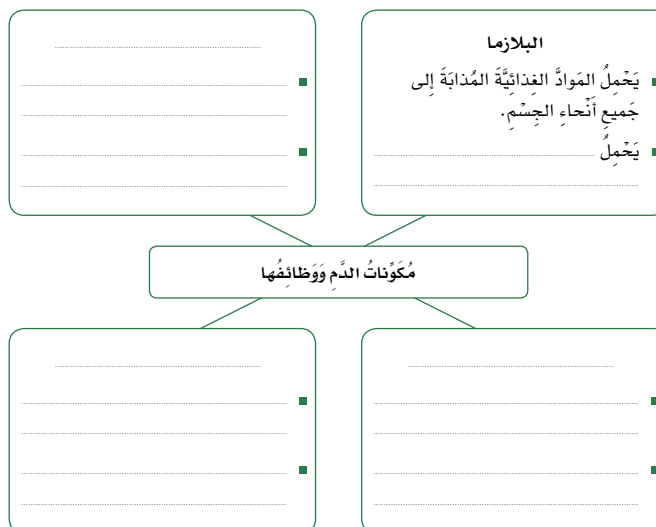 البلازما
يَحْمِلُ المَوادَّ الغِذائِيَّةَ المُذابَةَ إِلى
جَميعِ أَنْحاءِ الجِسْمِ.
يَحْمِلُ
مُكَوِّناتُ الدَّمِ وَوَظائِفُها